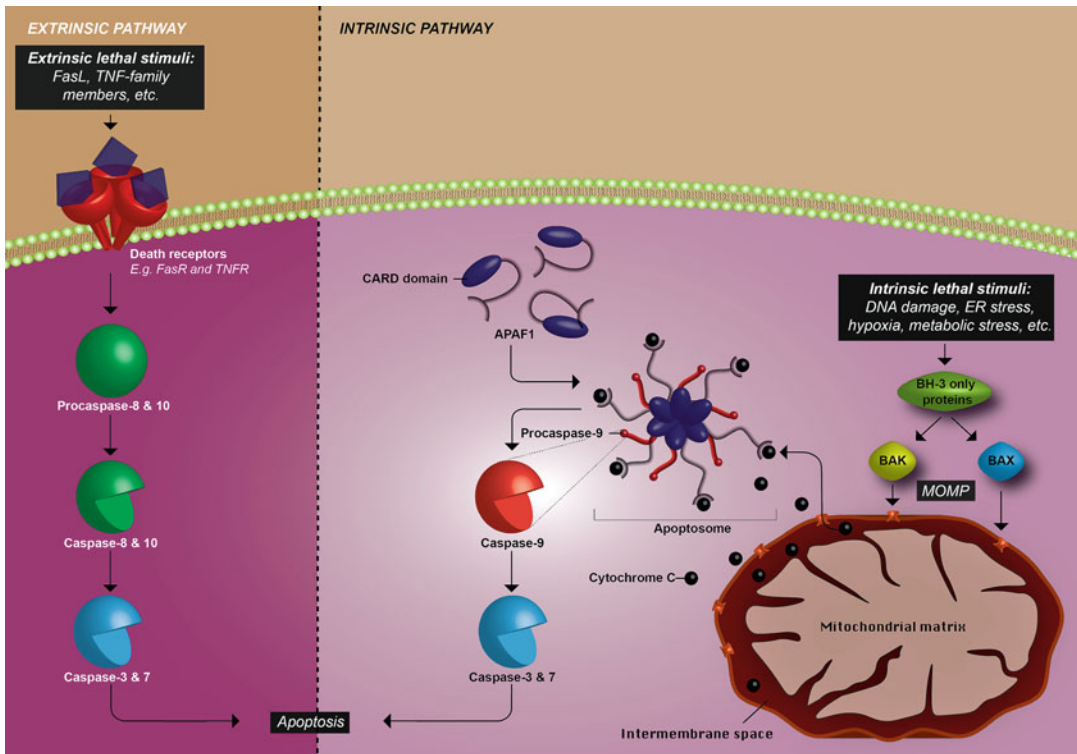 EXTRINSIC PATHWAY
Extrinsic lethal stimuli:
FasL, TNF-family
members, etc.
Death receptors
E.g. FasR and TNFR
Procaspase-8 & 10
Caspase-8 & 10
Caspase-3 & 7
INTRINSIC PATHWAY
CARD domain
APAF1
Procaspase-9
Caspase-9
Caspase-3 & 7
Apoptosome
Cytochrome C
Intrinsic lethal stimuli:
DNA damage, ER stress,
hypoxia, metabolic stress, etc.
BH-3 only
proteins
BAK
BAX
MOMP
Mitochondrial matrix
Intermembrane space
Apoptosis